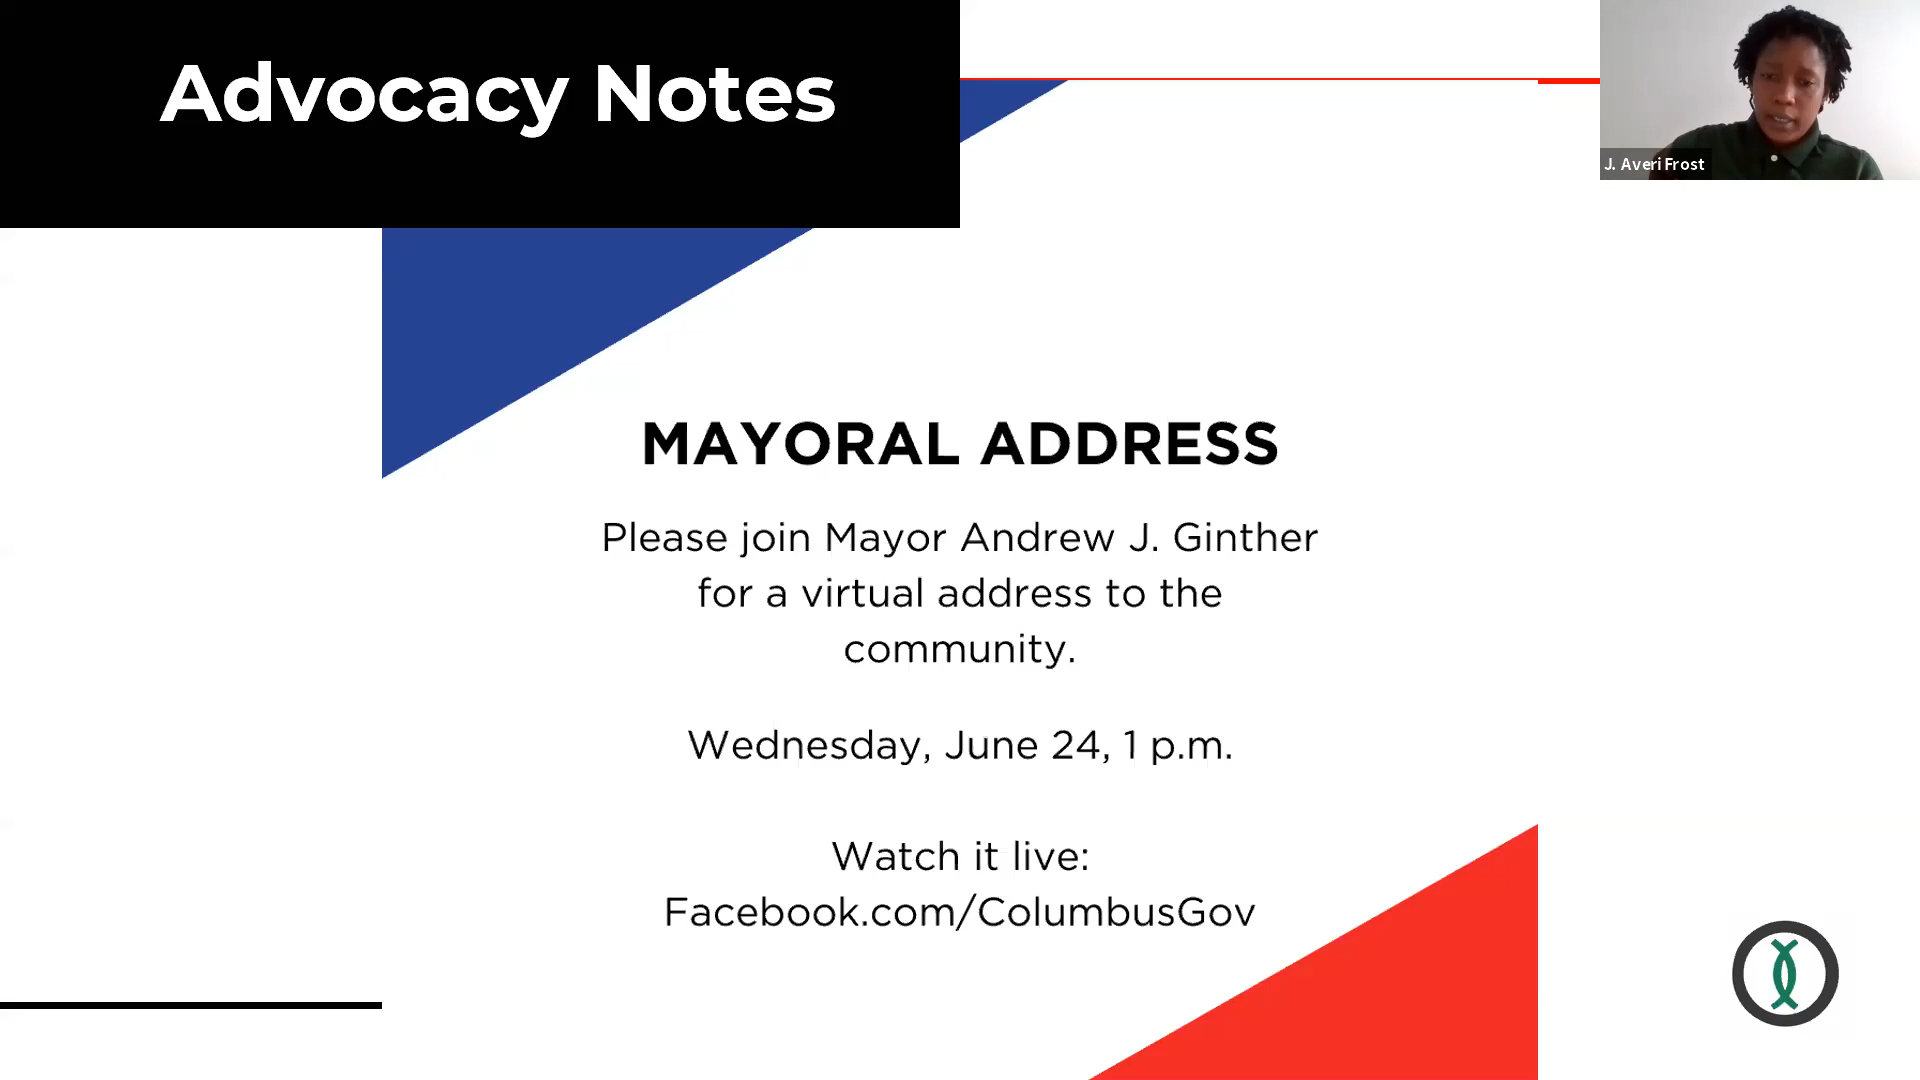 Advocacy Notes
J. Averi Frost
MAYORAL ADDRESS
Please join Mayor Andrew J. Ginther
for a virtual address to the
community.
Wednesday, June 24, 1 p.m.
Watch it live:
Facebook.com/ColumbusGov